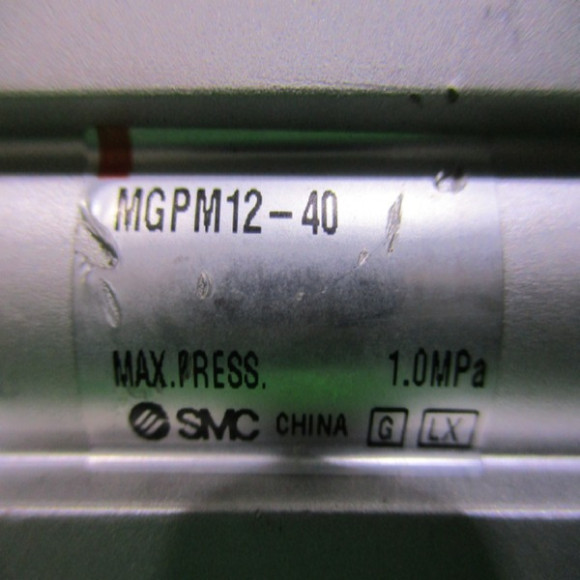 MGPM12-40
MAX.PRESS. 1.0MPa
SMC CHINA G LX